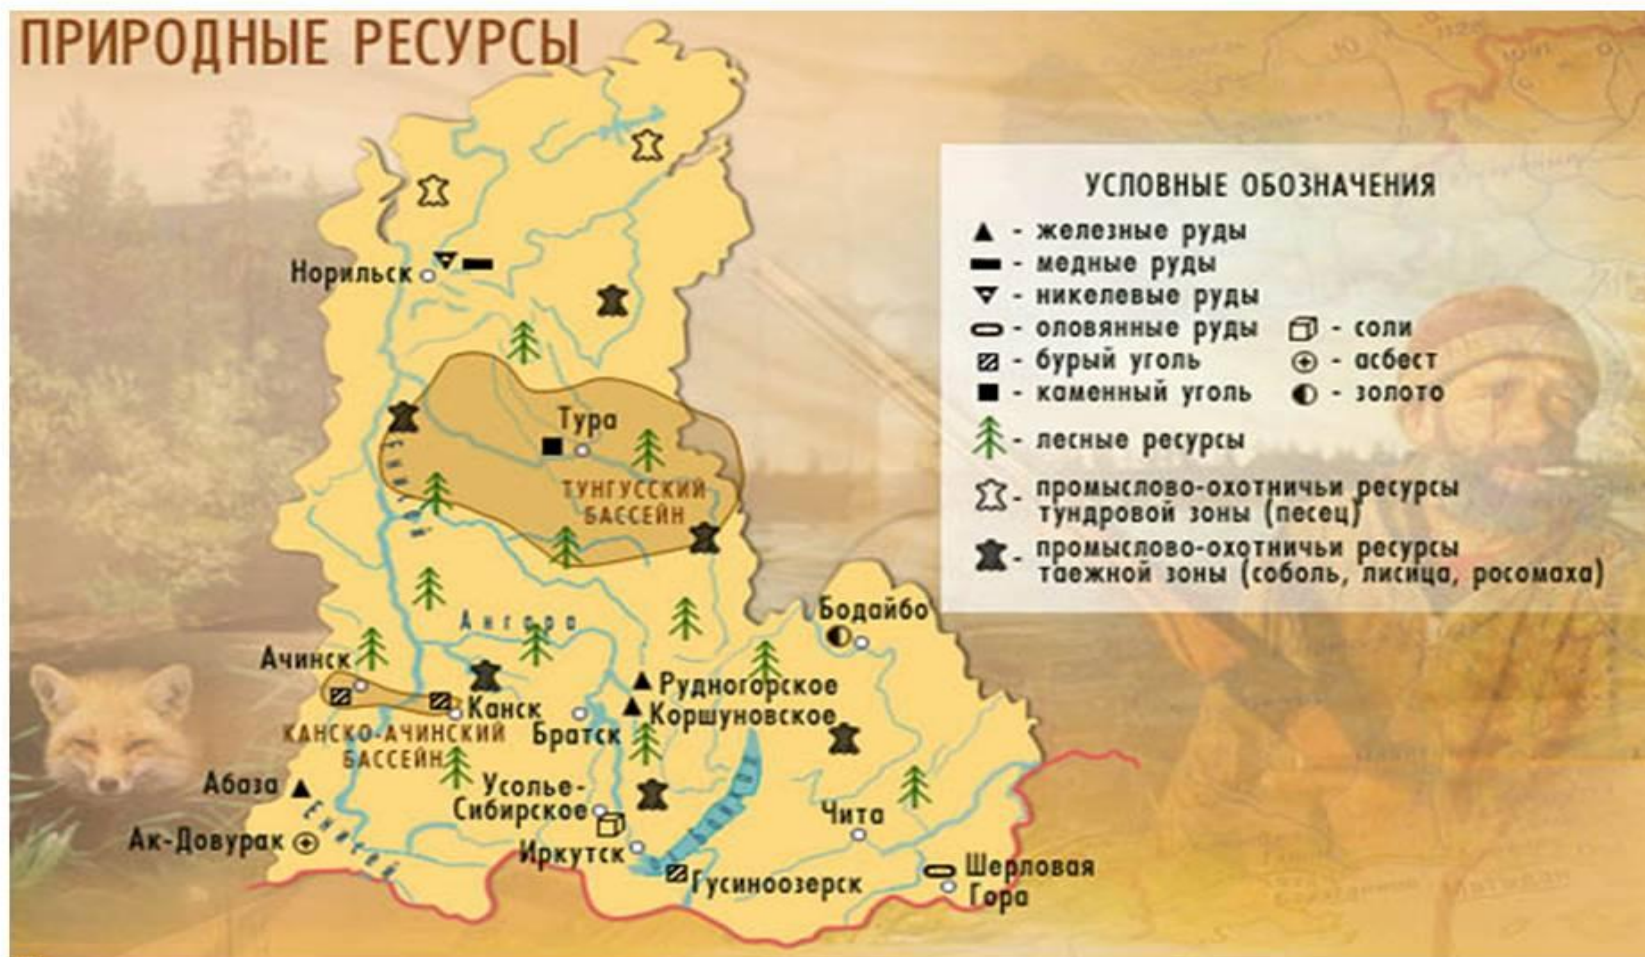 ПРИРОДНЫЕ РЕСУРСЫ
УСЛОВНЫЕ ОБОЗНАЧЕНИЯ
- железные руды
- медные руды
- никелевые руды
- оловянные руды
- соли
- бурый уголь
- асбест
- каменный уголь
- золото
- лесные ресурсы
- промыслово-охотничьи ресурсы
тундровой зоны (песец)
- промыслово-охотничьи ресурсы
таежной зоны (соболь, лисица, росомаха)
Норильск
Тура
Енисей
ТУНГУССКИЙ
БАССЕЙН
Ангара
Бодайбо
Ачинск
Рудногорское
Канск
Коршуновское
КАНСКО-АЧИНСКИЙ
БАССЕЙН
Братск
Абаза
Енисей
Усолье-
Сибирское
Байкал
Чита
Ак-Довурак
Иркутск
Гусиноозерск
Шерловая
Гора